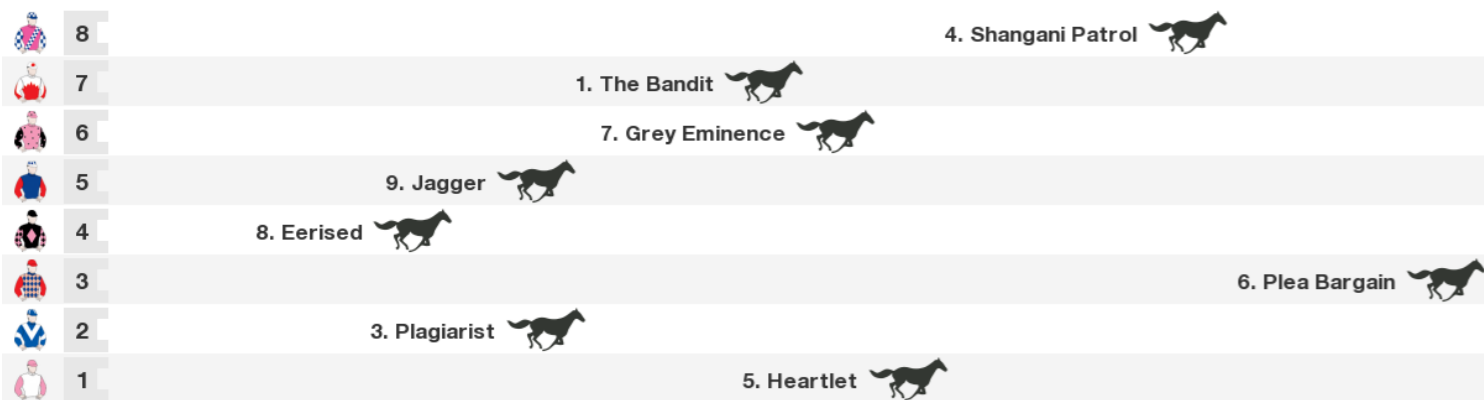 8 4. Shangani Patrol
7 1. The Bandit
6 7. Grey Eminence
5 9. Jagger
4 8. Eerised
3 6. Plea Bargain
2 3. Plagiarist
1 5. Heartlet